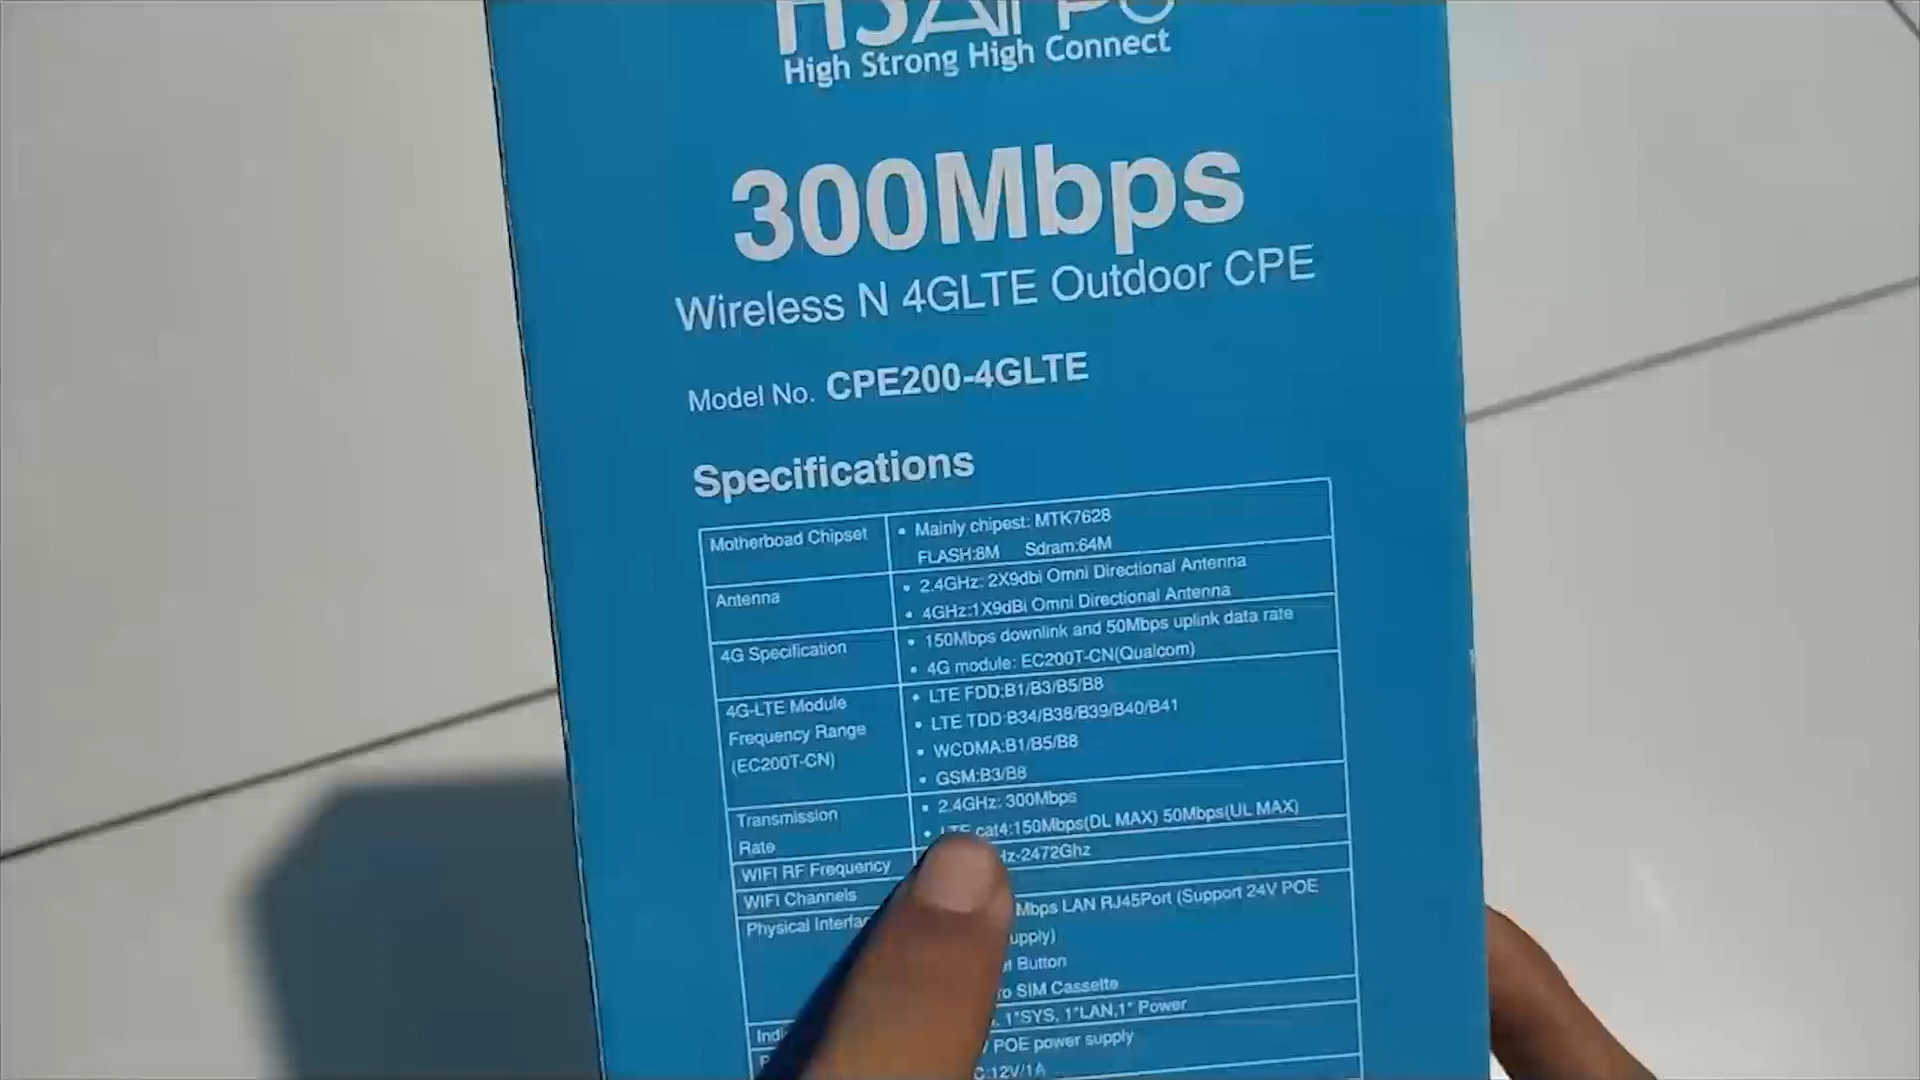 High Strong High Connect
300Mbps
Wireless N 4GLTE Outdoor CPE
Model No. CPE200-4GLTE
Specifications
Motherboad Chipset
• Mainly chipest: MTK7628
FLASH:8M Sdram:64M
Antenna
• 2.4GHz: 2X9dbi Omni Directional Antenna
• 4GHz:1X9dBi Omni Directional Antenna
4G Specification
• 150Mbps downlink and 50Mbps uplink data rate
• 4G module: EC200T-CN(Qualcom)
4G-LTE Module
Frequency Range
(EC200T-CN)
• LTE FDD:B1/B3/B5/B8
• LTE TDD:B34/B38/B39/B40/B41
• WCDMA:B1/B5/B8
• GSM:B3/B8
Transmission
Rate
• 2.4GHz: 300Mbps
• LTE cat4:150Mbps(DL MAX) 50Mbps(UL MAX)
WIFI RF Frequency
Hz-2472Ghz
WIFI Channels
Physical Interfac
Mbps LAN RJ45Port (Support 24V POE
upply)
Button
SIM Cassette
1*SYS, 1*LAN,1* Power
POE power supply
C:12V/1A